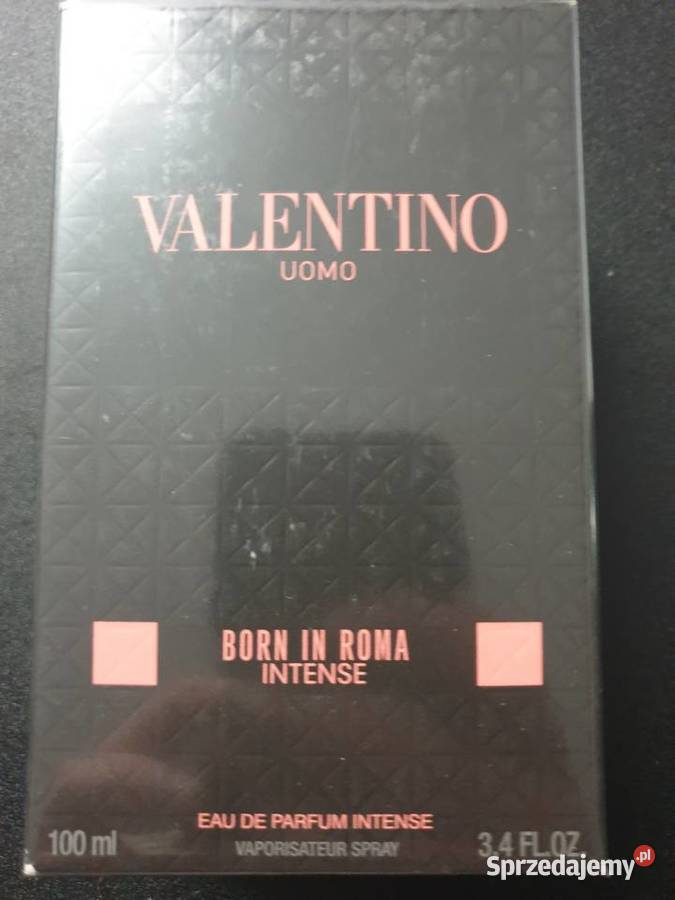 VALENTINO
UOMO
BORN IN ROMA
INTENSE
EAU DE PARFUM INTENSE
100 ml VAPORISATEUR SPRAY 3.4 FL.OZ.
Sprzedajemy.pl